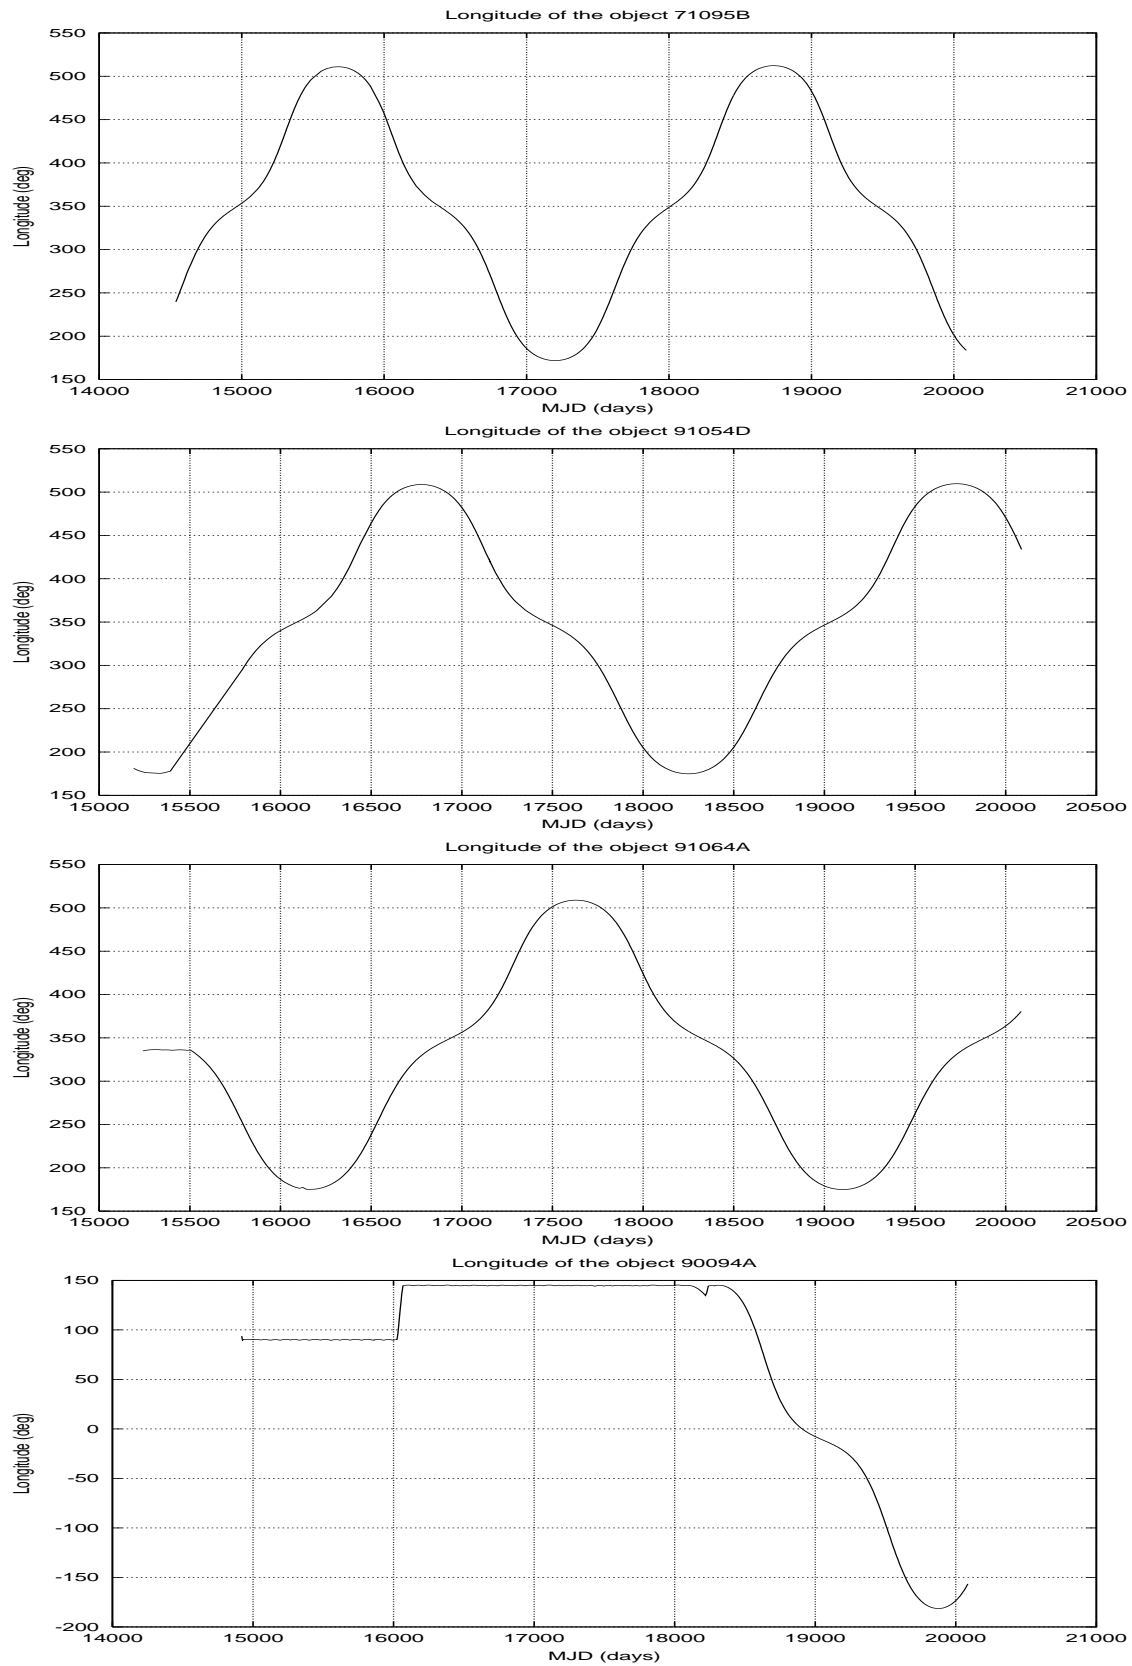 Longitude of the object 71095B
550
500
450
400
350
300
250
200
150
Longitude (deg)
14000 15000 16000 17000 18000 19000 20000 21000
MJD (days)
Longitude of the object 91054D
550
500
450
400
350
300
250
200
150
Longitude (deg)
15000 15500 16000 16500 17000 17500 18000 18500 19000 19500 20000 20500
MJD (days)
Longitude of the object 91064A
550
500
450
400
350
300
250
200
150
Longitude (deg)
15000 15500 16000 16500 17000 17500 18000 18500 19000 19500 20000 20500
MJD (days)
Longitude of the object 90094A
150
100
50
0
-50
-100
-150
-200
Longitude (deg)
14000 15000 16000 17000 18000 19000 20000 21000
MJD (days)